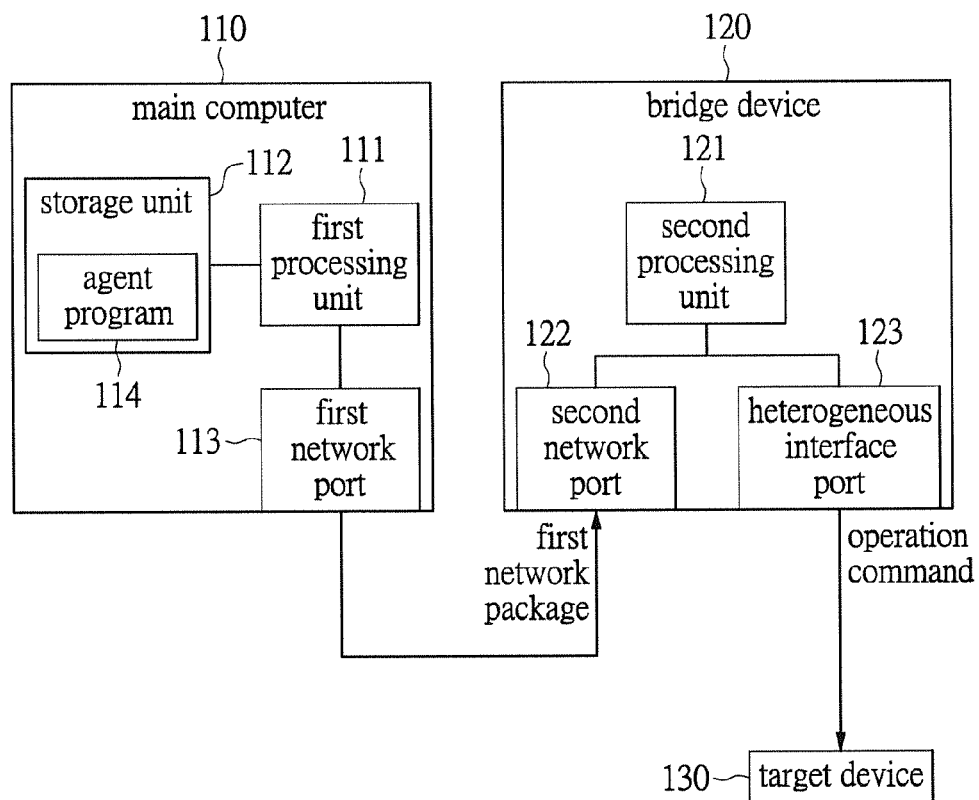 110
120
main computer
bridge device
112
111
121
storage unit
first
processing
unit
second
processing
unit
agent
program
114
122
123
113
first
network
port
second
network
port
heterogeneous
interface
port
first
network
package
operation
command
130
target device